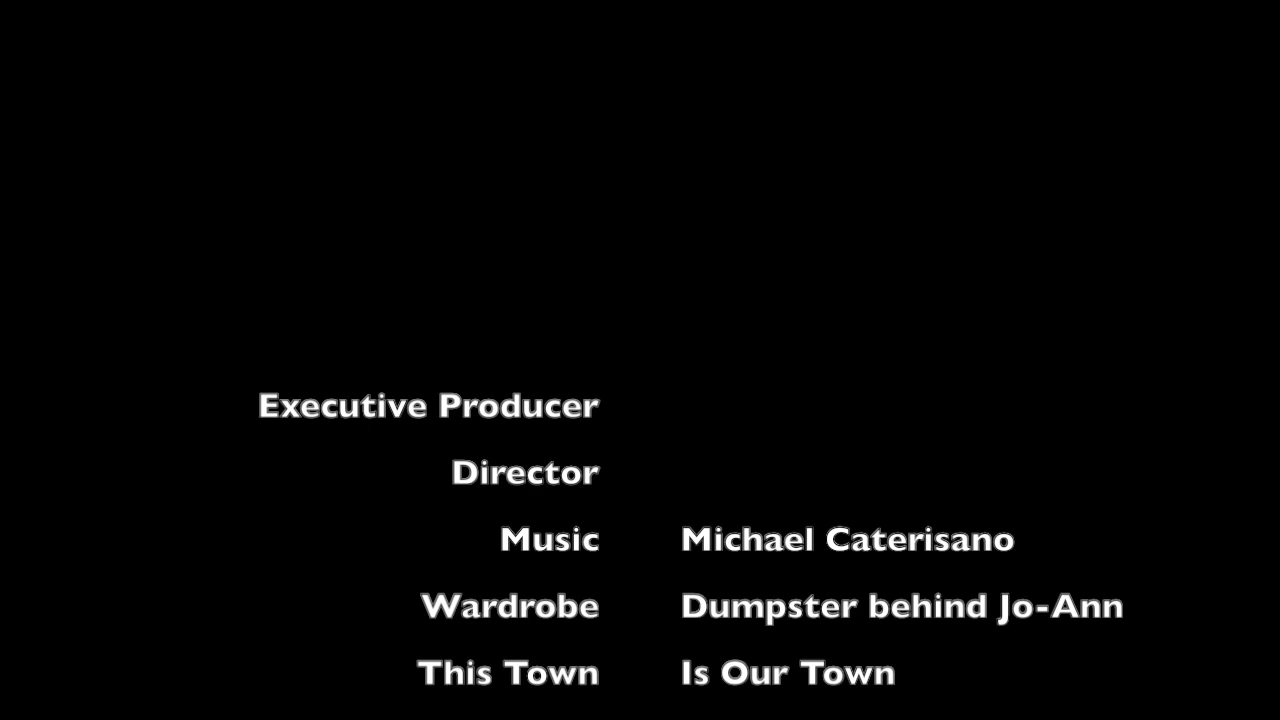 Executive Producer
Director
Music Michael Caterisano
Wardrobe Dumpster behind Jo-Ann
This Town Is Our Town